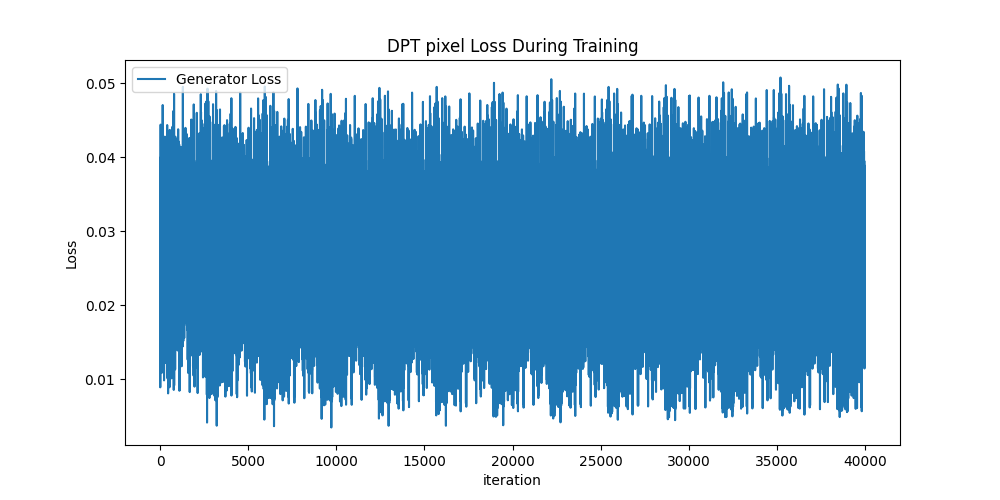 DPT pixel Loss During Training
Generator Loss
0.05
0.04
0.03
0.02
0.01
Loss
0 5000 10000 15000 20000 25000 30000 35000 40000
iteration